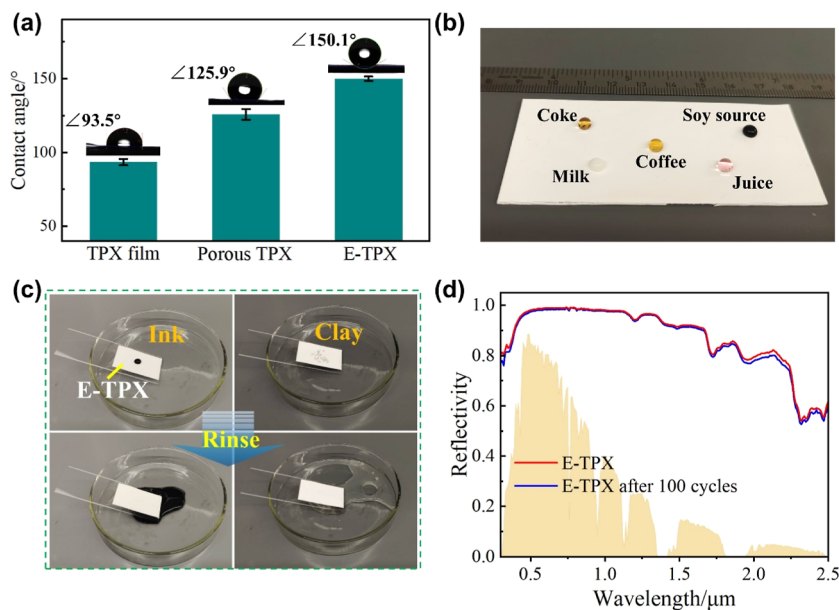 (a)
Contact angle/°
150
100
50
∠93.5°
∠125.9°
∠150.1°
TPX film
Porous TPX
E-TPX
(b)
Coke
Soy source
Coffee
Milk
Juice
(c)
Ink
Clay
E-TPX
Rinse
(d)
Reflectivity
1.0
0.8
0.6
0.4
0.2
0.0
E-TPX
E-TPX after 100 cycles
0.5
1.0
1.5
2.0
2.5
Wavelength/μm